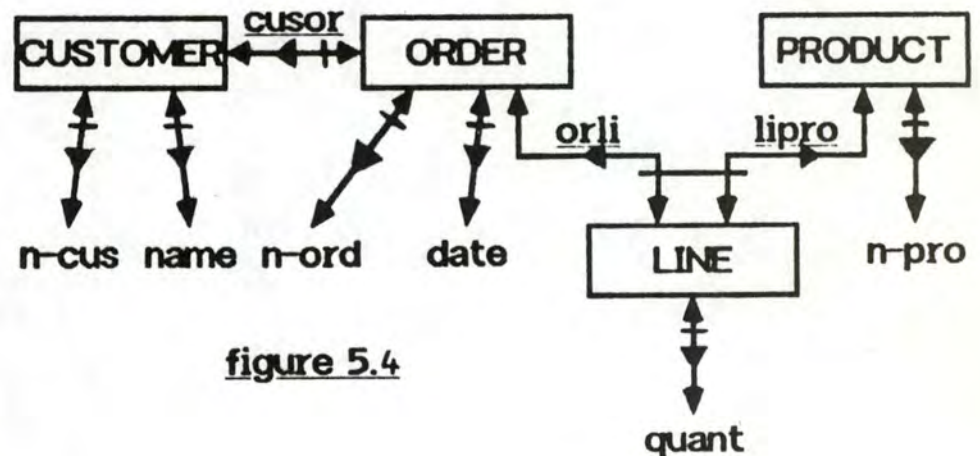 cusor
CUSTOMER ORDER PRODUCT
orli lipro
n-cus name n-ord date LINE n-pro
figure 5.4
quant